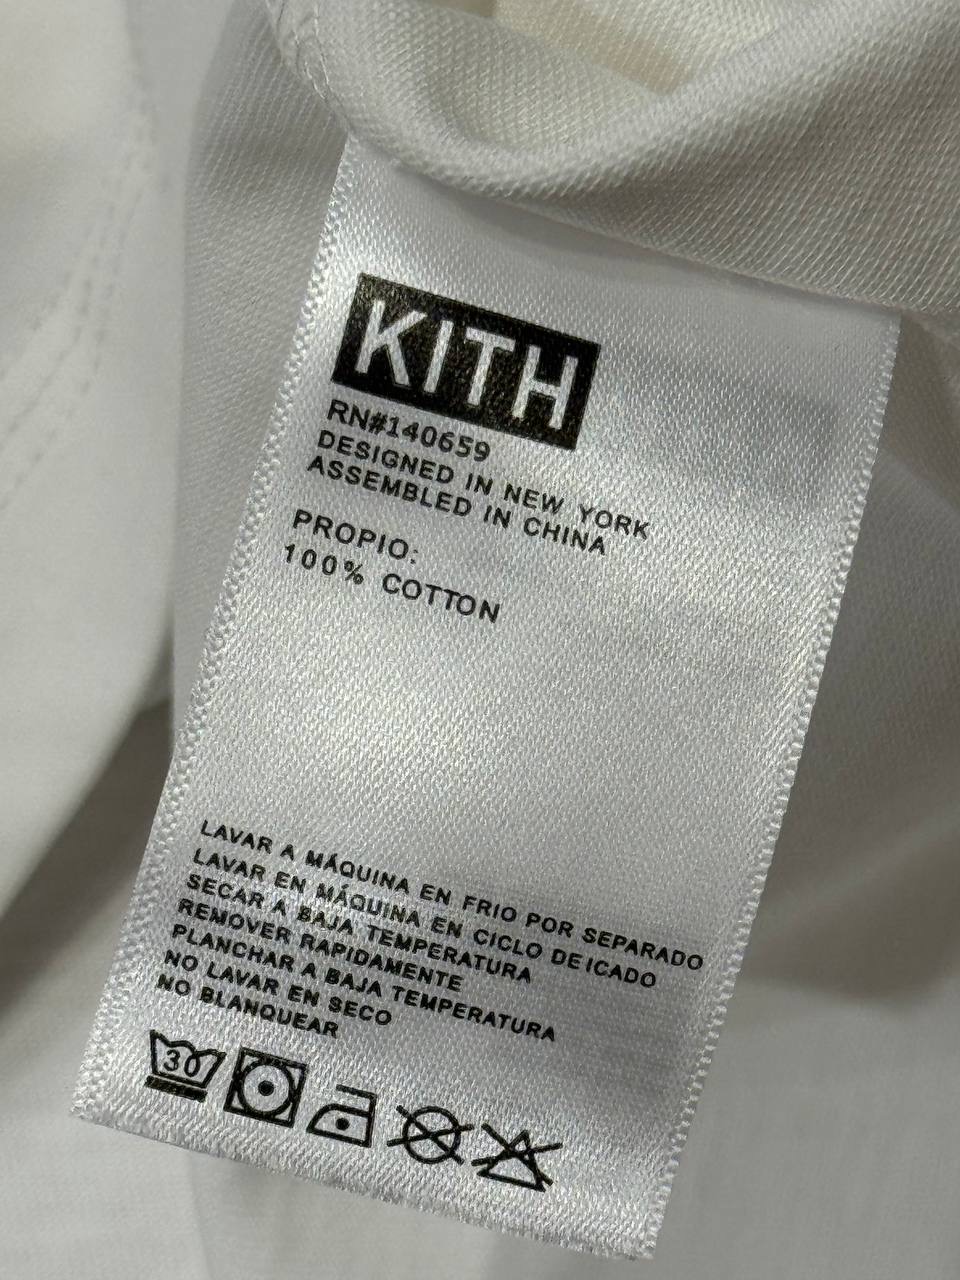 KITH
RN#140659
DESIGNED IN NEW YORK
ASSEMBLED IN CHINA
PROPIO:
100% COTTON
LAVAR A MÁQUINA EN FRIO POR SEPARADO
LAVAR EN MÁQUINA EN CICLO DEICADO
SECAR A BAJA TEMPERATURA
REMOVER RAPIDAMENTE
PLANCHAR A BAJA TEMPERATURA
NO LAVAR EN SECO
NO BLANQUEAR
30